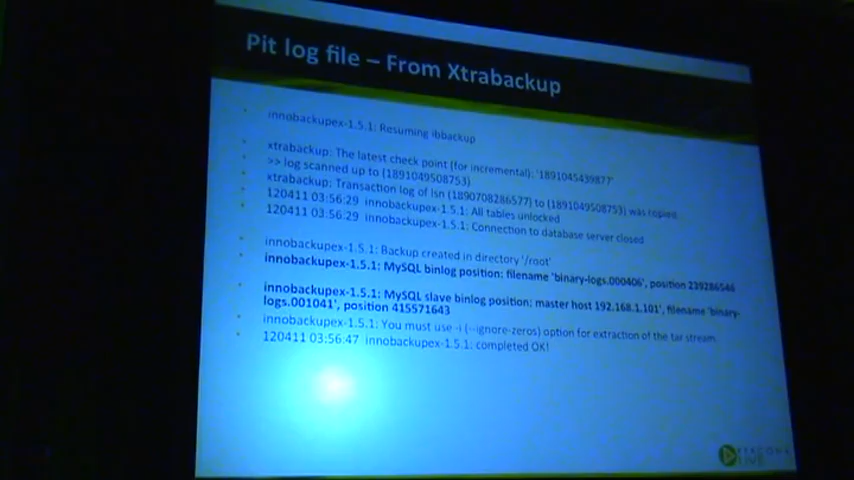 Pit log file – From Xtrabackup
innobackupex-1.5.1: Resuming ibbackup
xtrabackup: The latest check point (for incremental): '1891045439877'
>> log scanned up to (1891049508753)
xtrabackup: Transaction log of lsn (1890708286577) to (1891049508753) was copied.
120411 03:56:29 innobackupex-1.5.1: All tables unlocked
120411 03:56:29 innobackupex-1.5.1: Connection to database server closed
innobackupex-1.5.1: Backup created in directory '/root'
innobackupex-1.5.1: MySQL binlog position: filename 'binary-logs.000406', position 239286546
innobackupex-1.5.1: MySQL slave binlog position: master host 192.168.1.101', filename 'binary-
logs.001041', position 415571643
innobackupex-1.5.1: You must use -i (--ignore-zeros) option for extraction of the tar stream.
120411 03:56:47 innobackupex-1.5.1: completed OK!
PERCONA
LIVE